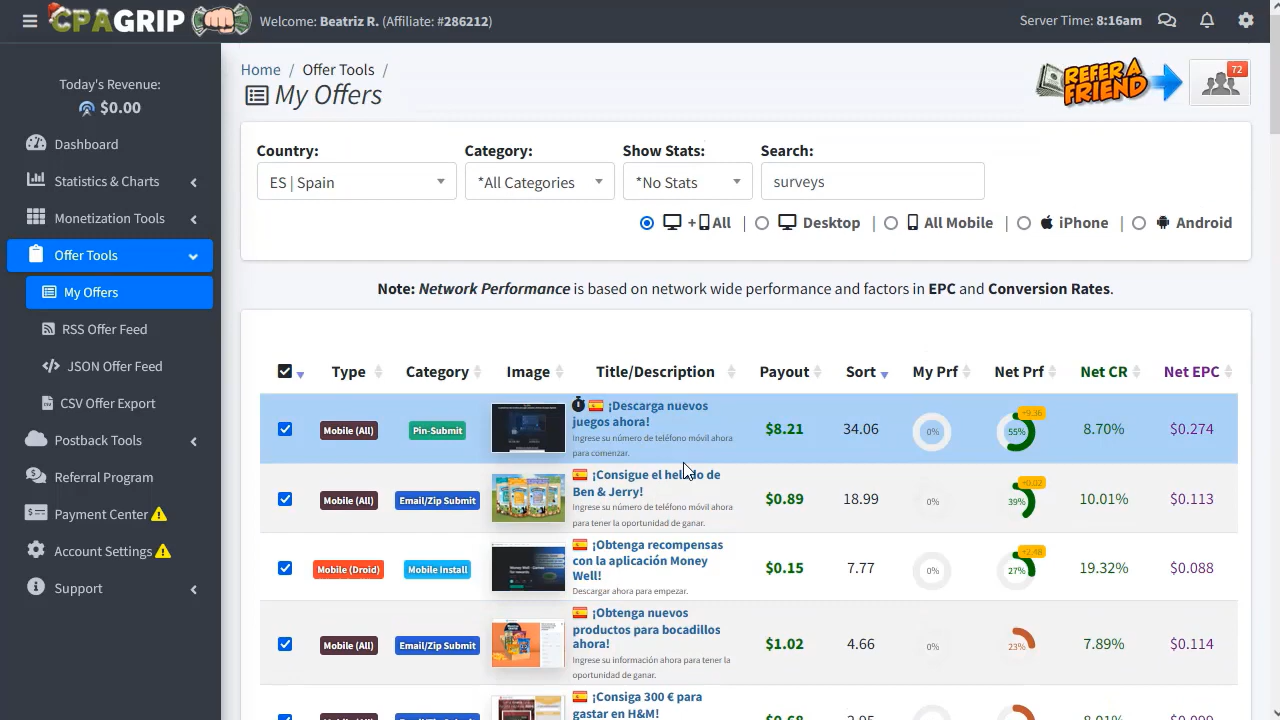 CPAGRIP
Welcome: Beatriz R. (Affiliate: #286212)
Server Time: 8:16am
Today's Revenue:
$0.00
Dashboard
Statistics & Charts
Monetization Tools
Offer Tools
My Offers
RSS Offer Feed
JSON Offer Feed
CSV Offer Export
Postback Tools
Referral Program
Payment Center
Account Settings
Support
Home / Offer Tools /
My Offers
REFER A
FRIEND
72
Country: Category: Show Stats: Search:
ES | Spain *All Categories *No Stats surveys
+ All | Desktop | All Mobile | iPhone | Android
Note: Network Performance is based on network wide performance and factors in EPC and Conversion Rates.
Type Category Image Title/Description Payout Sort My Prf Net Prf Net CR Net EPC
Mobile (All) Pin-Submit
¡Descarga nuevos
juegos ahora!
Ingrese su número de teléfono móvil ahora
para comenzar.
$8.21 34.06 0% 55% +9.36 8.70% $0.274
Mobile (All) Email/Zip Submit
¡Consigue el helado de
Ben & Jerry!
Ingrese su número de teléfono móvil ahora
para tener la oportunidad de ganar.
$0.89 18.99 0% 39% +0.02 10.01% $0.113
Mobile (Droid) Mobile Install
¡Obtenga recompensas
con la aplicación Money
Well!
Descargar ahora para empezar.
$0.15 7.77 0% 27% +2.48 19.32% $0.088
Mobile (All) Email/Zip Submit
¡Obtenga nuevos
productos para bocadillos
ahora!
Ingrese su información ahora para tener la
oportunidad de ganar.
$1.02 4.66 0% 23% 7.89% $0.114
¡Consiga 300 € para
gastar en H&M!